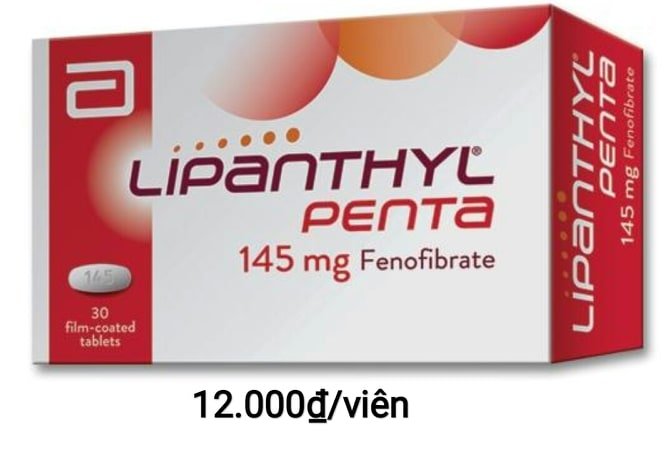 LIPANTHYL®
PENTA
145 mg Fenofibrate
145
30
film-coated
tablets
LIPANTHYL®
PENTA
145 mg Fenofibrate
12.000₫/viên